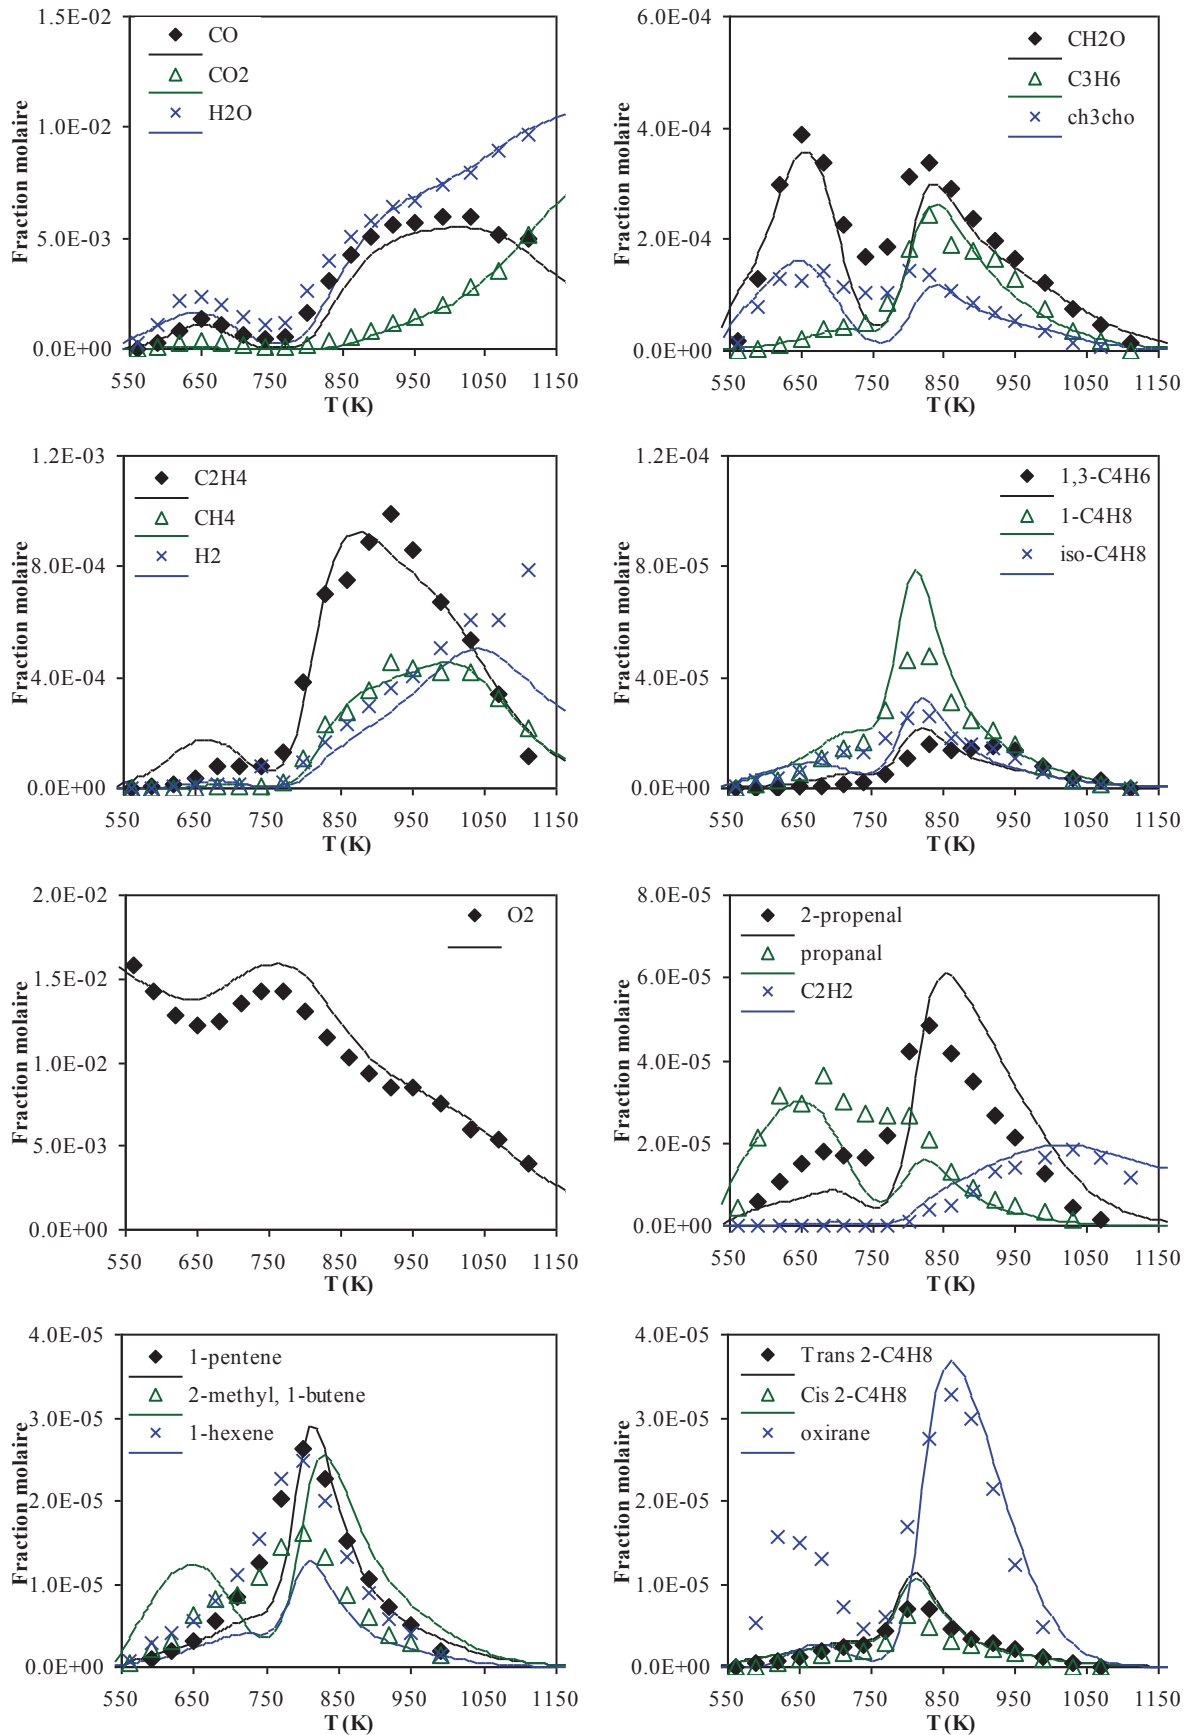 1.5E-02
1.0E-02
5.0E-03
0.0E+00
Fraction molaire
CO
CO2
H2O
550 650 750 850 950 1050 1150
T (K)
6.0E-04
4.0E-04
2.0E-04
0.0E+00
Fraction molaire
CH2O
C3H6
ch3cho
550 650 750 850 950 1050 1150
T (K)
1.2E-03
8.0E-04
4.0E-04
0.0E+00
Fraction molaire
C2H4
CH4
H2
550 650 750 850 950 1050 1150
T (K)
1.2E-04
8.0E-05
4.0E-05
0.0E+00
Fraction molaire
1,3-C4H6
1-C4H8
iso-C4H8
550 650 750 850 950 1050 1150
T (K)
2.0E-02
1.5E-02
1.0E-02
5.0E-03
0.0E+00
Fraction molaire
O2
550 650 750 850 950 1050 1150
T (K)
8.0E-05
6.0E-05
4.0E-05
2.0E-05
0.0E+00
Fraction molaire
2-propenal
propanal
C2H2
550 650 750 850 950 1050 1150
T (K)
4.0E-05
3.0E-05
2.0E-05
1.0E-05
0.0E+00
Fraction molaire
1-pentene
2-methyl, 1-butene
1-hexene
550 650 750 850 950 1050 1150
T (K)
4.0E-05
3.0E-05
2.0E-05
1.0E-05
0.0E+00
Fraction molaire
Trans 2-C4H8
Cis 2-C4H8
oxirane
550 650 750 850 950 1050 1150
T (K)